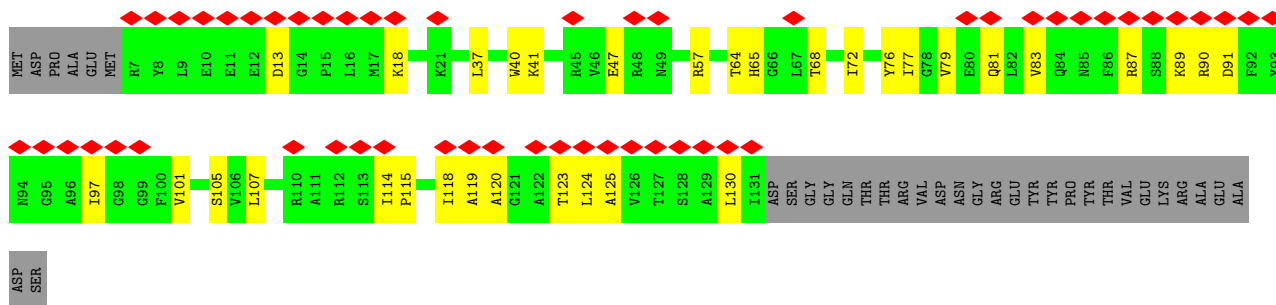 MET ASP PRO ALA GLU MET R7 Y8 L9 E10 E11 E12 D13 G14 P15 L16 M17 K18 K21 L37 W40 K41 R45 V46 E47 R48 N49 R57 T64 H65 G66 L67 T68 I72 Y76 I77 G78 V79 E80 Q81 L82 V83 Q84 N85 F86 R87 S88 K89 R90 D91 F92 Y93
N94 G95 A96 I97 G98 G99 F100 V101 S105 V106 L107 R110 A111 R112 S113 I114 P115 I118 A119 A120 G121 A122 T123 L124 A125 V126 T127 S128 A129 L130 I131 ASP SER GLY GLY GLN THR THR ARG VAL ASP ASN GLY ARG GLU TYR TYR PRO TYR THR VAL GLU LYS ARG ALA GLU ALA
ASP SER